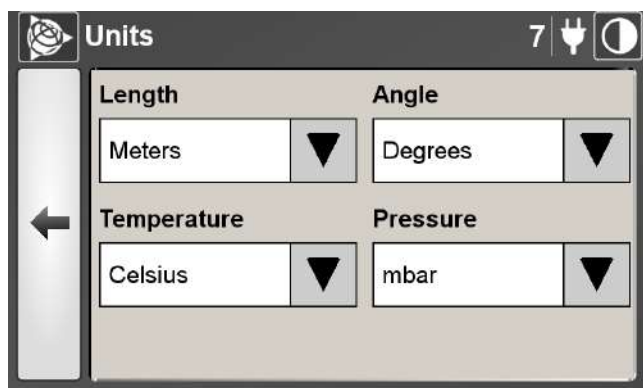 Units 7
Length Angle
Meters Degrees
Temperature Pressure
Celsius mbar